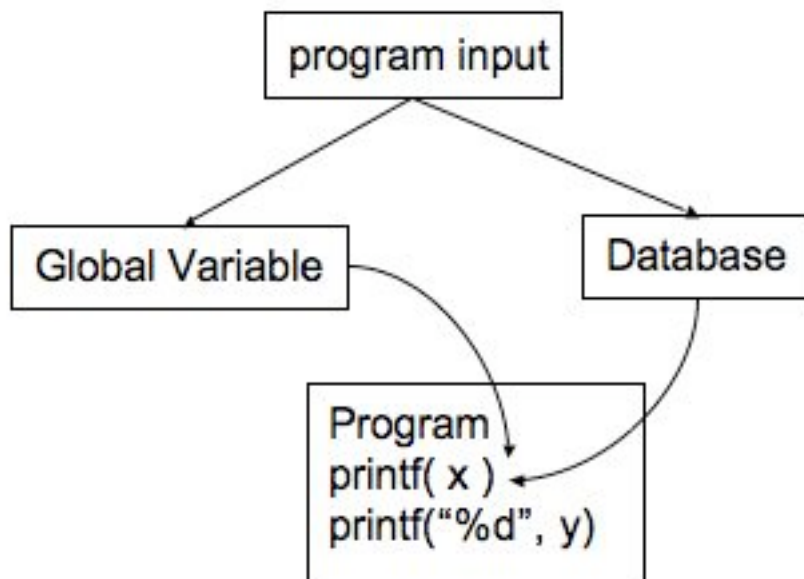 program input
Global Variable
Database
Program
printf( x )
printf(“%d”, y)